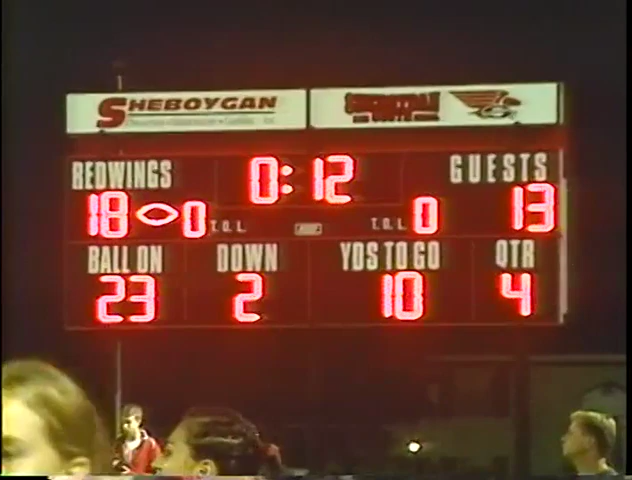 SHEBOYGAN
REDWINGS 0:12 GUESTS
18 0 T.O.L. T.O.L. 0 13
BALL ON DOWN YDS TO GO QTR
23 2 10 4